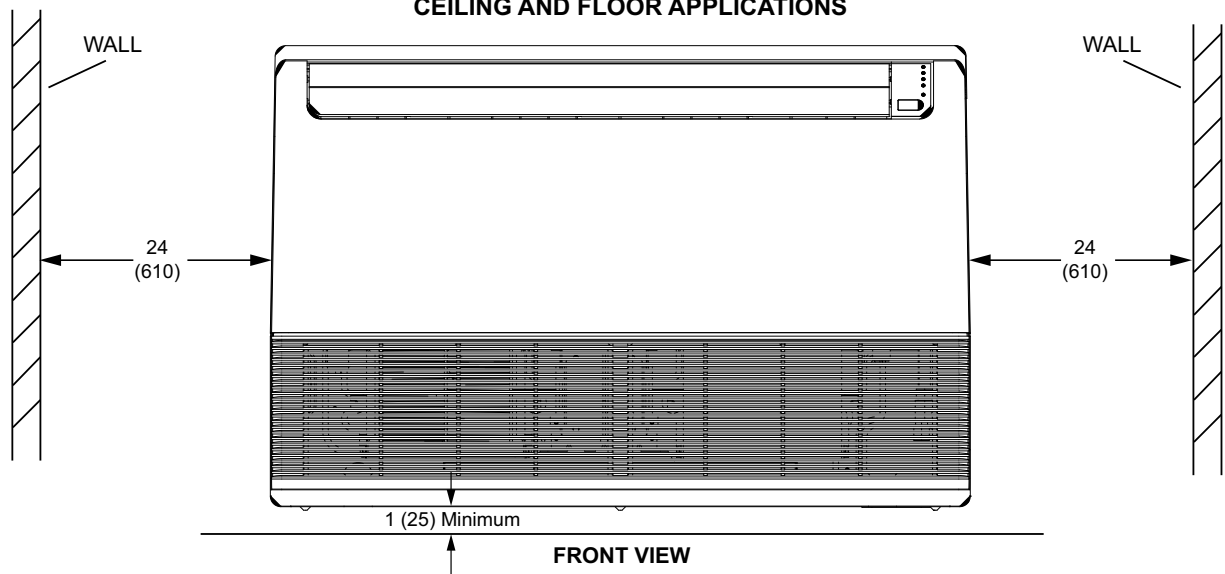 CEILING AND FLOOR APPLICATIONS
WALL
WALL
24
(610)
24
(610)
1 (25) Minimum
FRONT VIEW